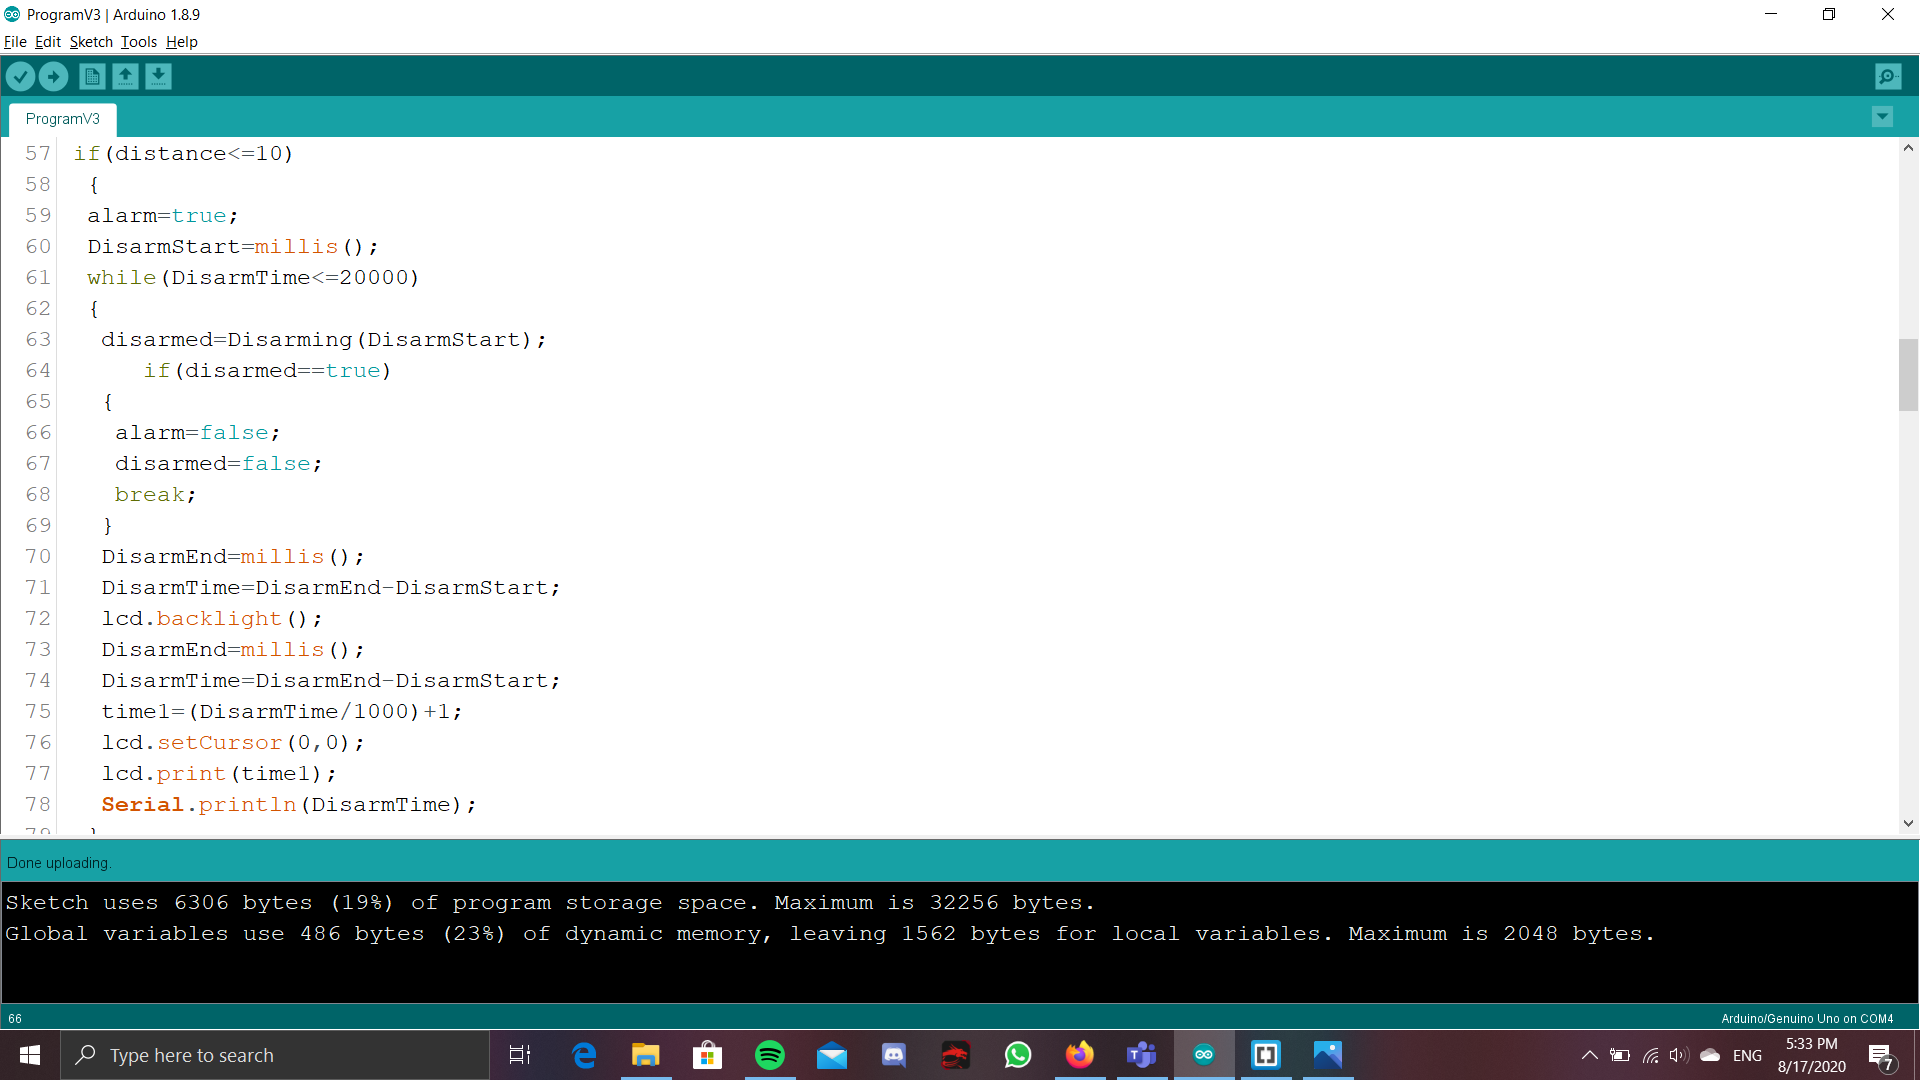 ProgramV3 | Arduino 1.8.9
File Edit Sketch Tools Help
ProgramV3
57 if(distance<=10)
58 {
59 alarm=true;
60 DisarmStart=millis();
61 while(DisarmTime<=20000)
62 {
63 disarmed=Disarming(DisarmStart);
64 if(disarmed==true)
65 {
66 alarm=false;
67 disarmed=false;
68 break;
69 }
70 DisarmEnd=millis();
71 DisarmTime=DisarmEnd-DisarmStart;
72 lcd.backlight();
73 DisarmEnd=millis();
74 DisarmTime=DisarmEnd-DisarmStart;
75 time1=(DisarmTime/1000)+1;
76 lcd.setCursor(0,0);
77 lcd.print(time1);
78 Serial.println(DisarmTime);
79 }
Done uploading.
Sketch uses 6306 bytes (19%) of program storage space. Maximum is 32256 bytes.
Global variables use 486 bytes (23%) of dynamic memory, leaving 1562 bytes for local variables. Maximum is 2048 bytes.
66
Arduino/Genuino Uno on COM4
Type here to search
ENG
5:33 PM
8/17/2020
7